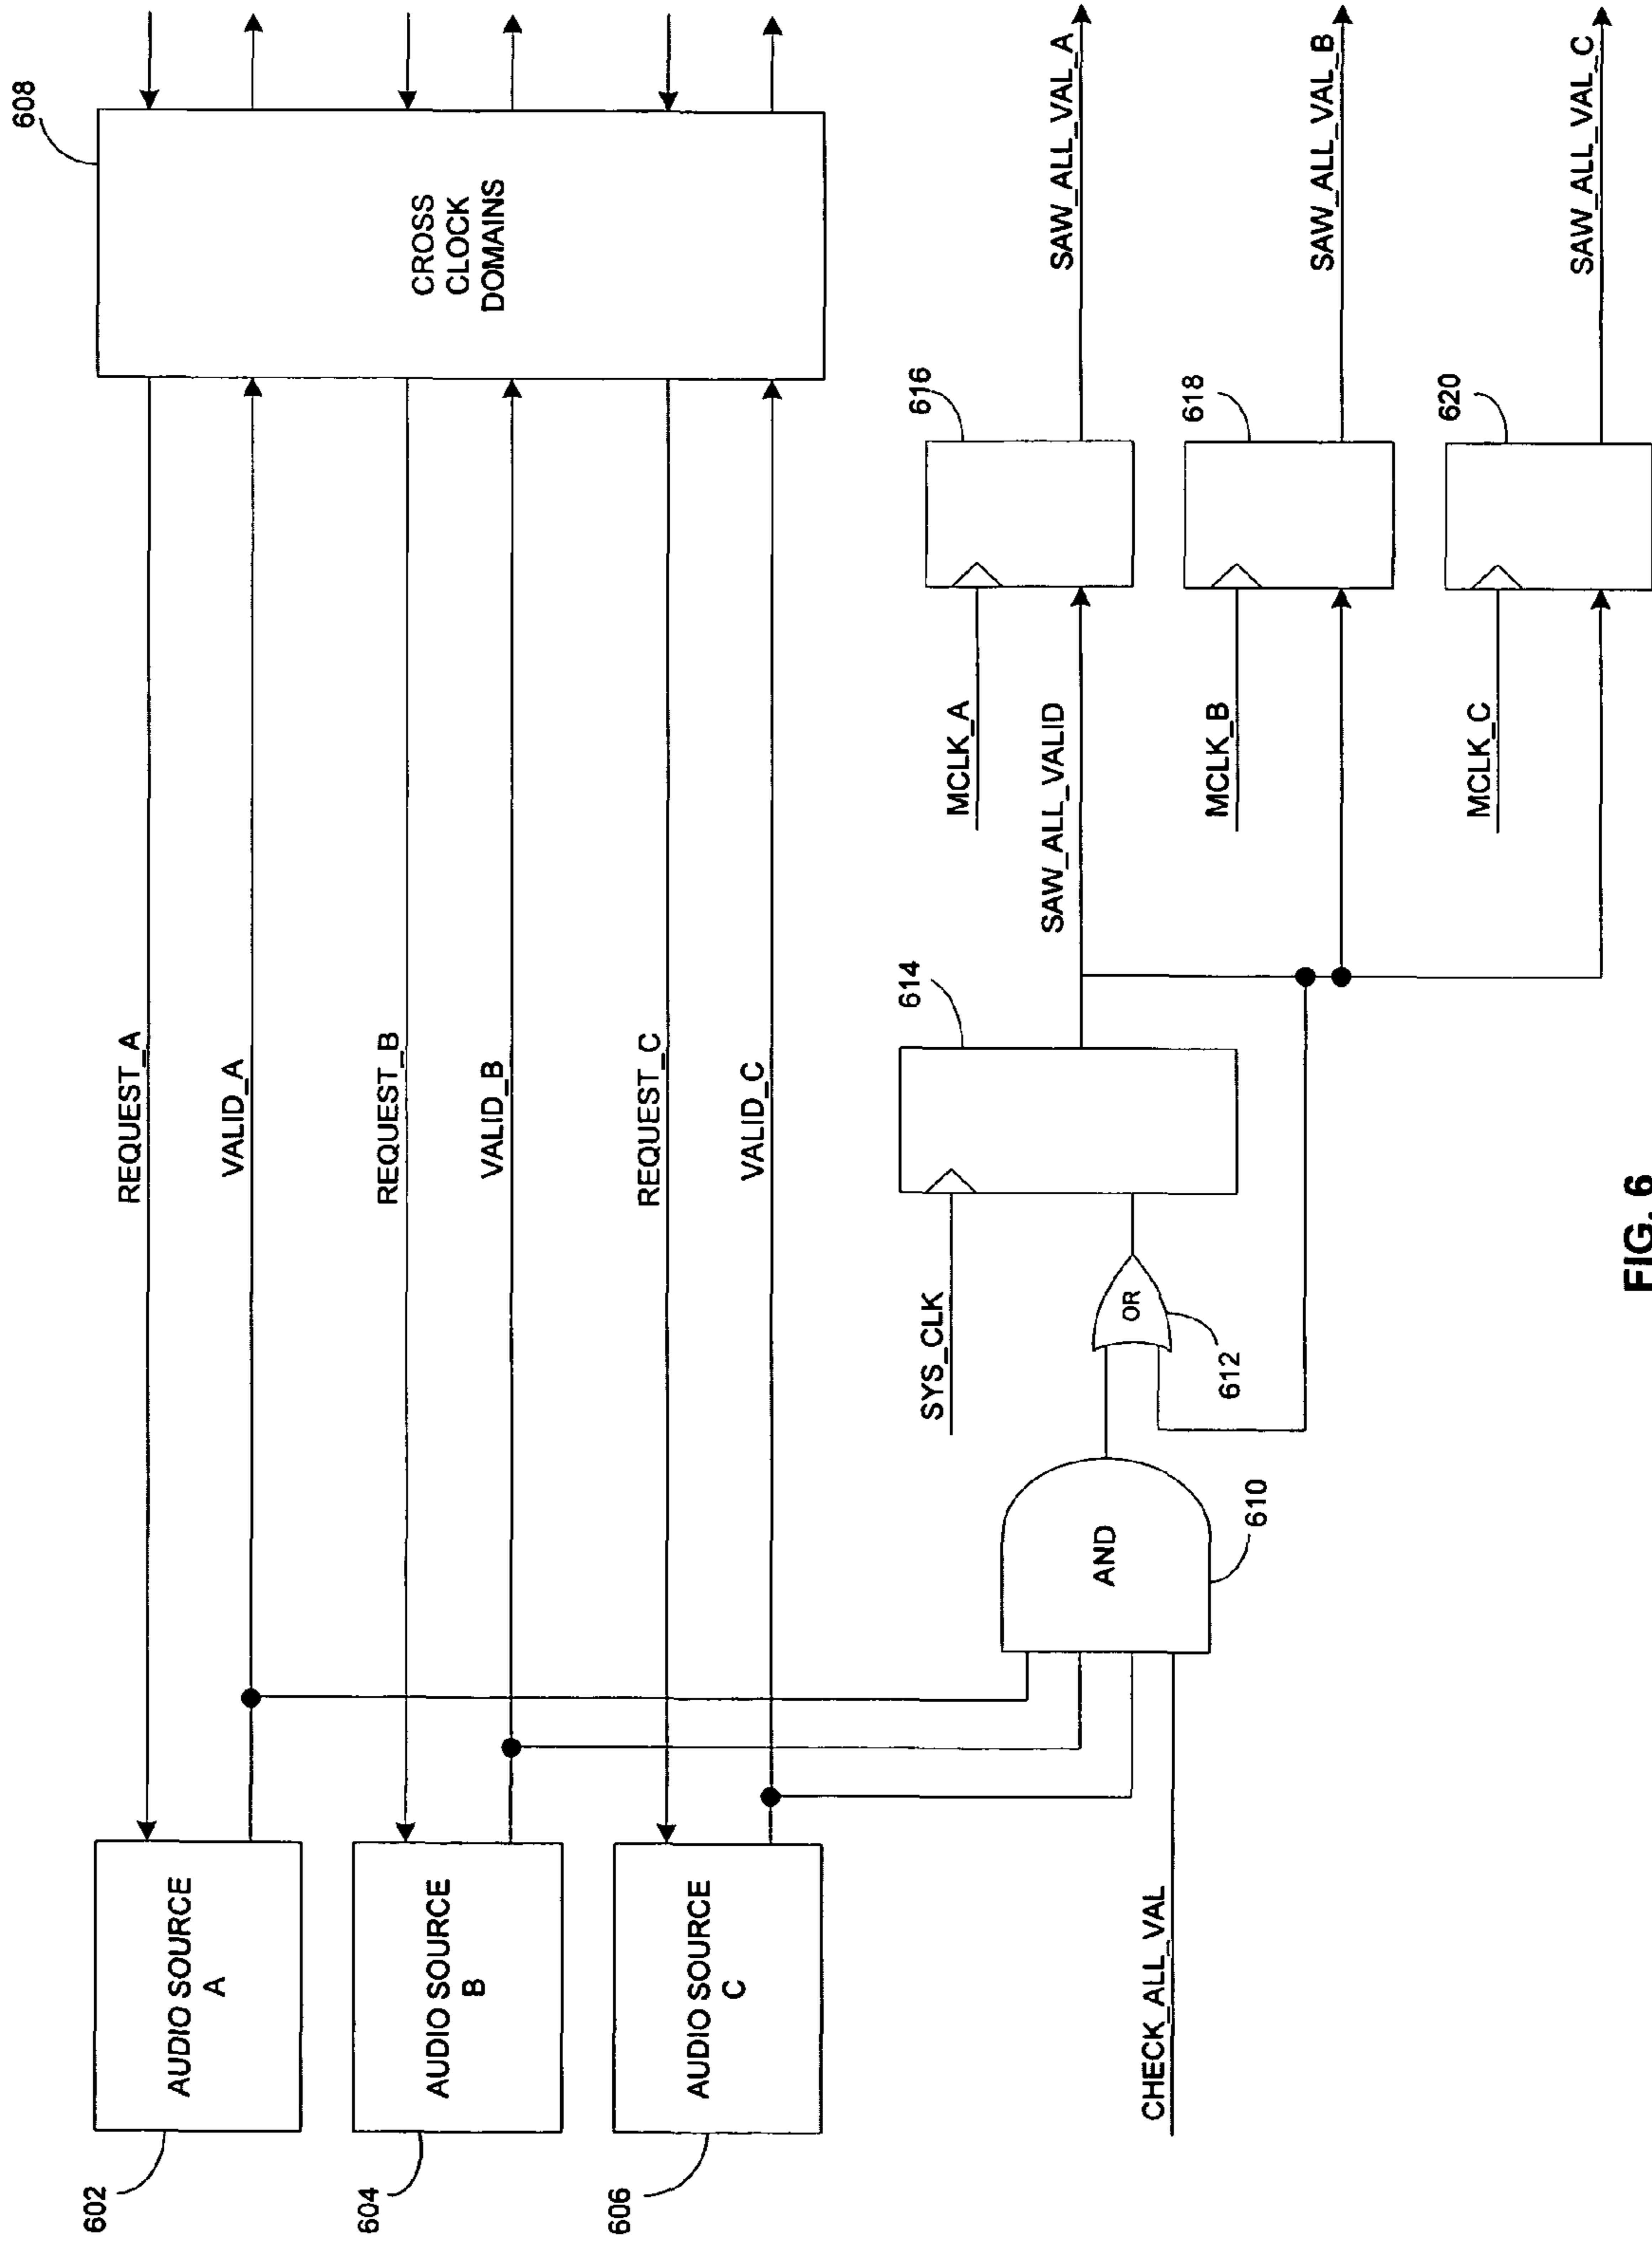 602
AUDIO SOURCE
A
REQUEST_A
VALID_A
608
CROSS
CLOCK
DOMAINS
604
AUDIO SOURCE
B
REQUEST_B
VALID_B
606
AUDIO SOURCE
C
REQUEST_C
VALID_C
614
616
SYS_CLK
MCLK_A
SAW_ALL_VALID
SAW_ALL_VAL_A
AND
OR
612
610
618
MCLK_B
SAW_ALL_VAL_B
CHECK_ALL_VAL
620
MCLK_C
SAW_ALL_VAL_C
FIG. 6